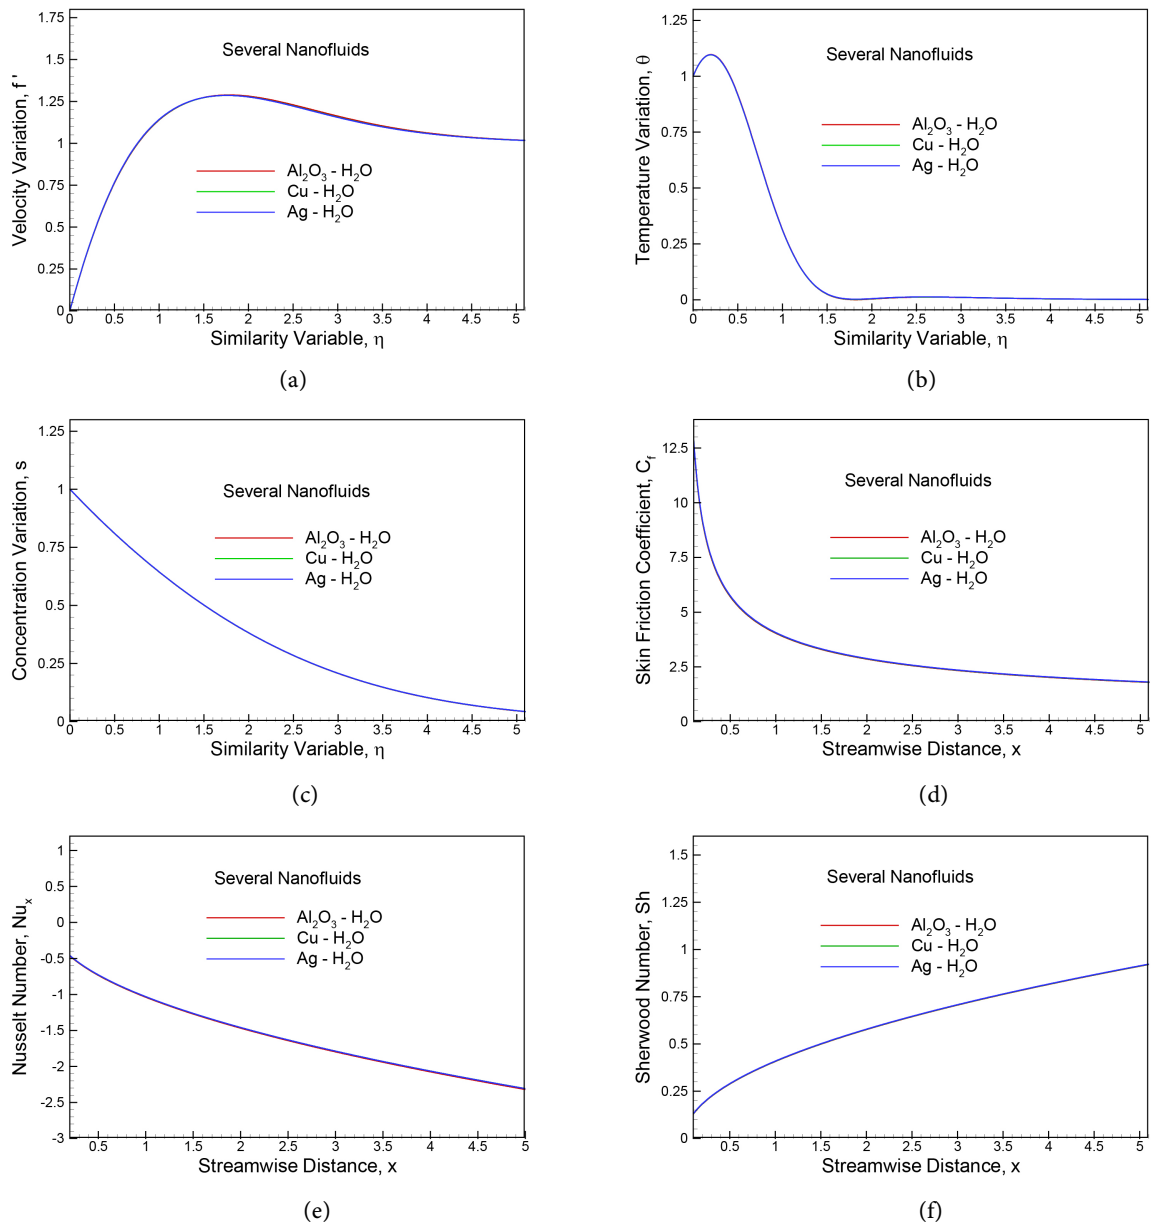 Velocity Variation, f '
1.75
1.5
1.25
1
0.75
0.5
0.25
0
Several Nanofluids
Al2O3 - H2O
Cu - H2O
Ag - H2O
0 0.5 1 1.5 2 2.5 3 3.5 4 4.5 5
Similarity Variable, η
(a)
Temperature Variation, θ
1.25
1
0.75
0.5
0.25
0
Several Nanofluids
Al2O3 - H2O
Cu - H2O
Ag - H2O
0 0.5 1 1.5 2 2.5 3 3.5 4 4.5 5
Similarity Variable, η
(b)
Concentration Variation, s
1.25
1
0.75
0.5
0.25
0
Several Nanofluids
Al2O3 - H2O
Cu - H2O
Ag - H2O
0 0.5 1 1.5 2 2.5 3 3.5 4 4.5 5
Similarity Variable, η
(c)
Skin Friction Coefficient, Cf
12.5
10
7.5
5
2.5
0
Several Nanofluids
Al2O3 - H2O
Cu - H2O
Ag - H2O
0.5 1 1.5 2 2.5 3 3.5 4 4.5 5
Streamwise Distance, x
(d)
Nusselt Number, Nux
1
0.5
0
-0.5
-1
-1.5
-2
-2.5
-3
Several Nanofluids
Al2O3 - H2O
Cu - H2O
Ag - H2O
0.5 1 1.5 2 2.5 3 3.5 4 4.5 5
Streamwise Distance, x
(e)
Sherwood Number, Sh
1.5
1.25
1
0.75
0.5
0.25
0
Several Nanofluids
Al2O3 - H2O
Cu - H2O
Ag - H2O
0.5 1 1.5 2 2.5 3 3.5 4 4.5 5
Streamwise Distance, x
(f)